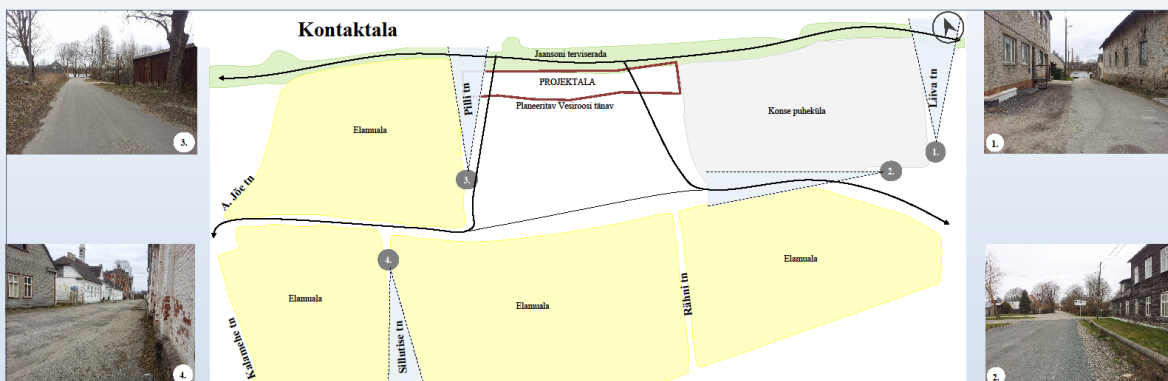 Kontaktala
Jaansoni terviserada
PROJEKTALA
Planeeritav Vesiroosi tänav
Pilli tn
Liiva tn
Elamuala
Konse puheküla
3.
1.
3.
1.
2.
A. Jõe tn
4.
Elamuala
Elamuala
Elamuala
Kalamehe tn
Sillutise tn
Rähni tn
4.
2.